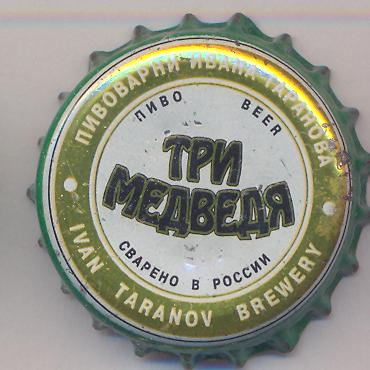 ПИВОВАРНИ ИВАНА ТАРАНОВА
ПИВО BEER
ТРИ
МЕДВЕДЯ
СВАРЕНО В РОССИИ
IVAN TARANOV BREWERY